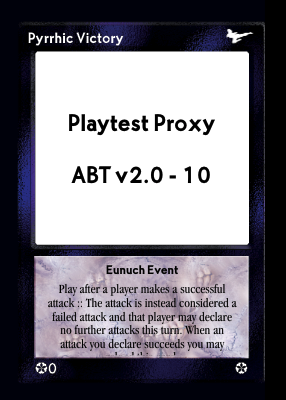 Pyrrhic Victory
Playtest Proxy
ABT v2.0 - 10
Eunuch Event
Play after a player makes a successful
attack :: The attack is instead considered a
failed attack and that player may declare
no further attacks this turn. When an
attack you declare succeeds you may
0